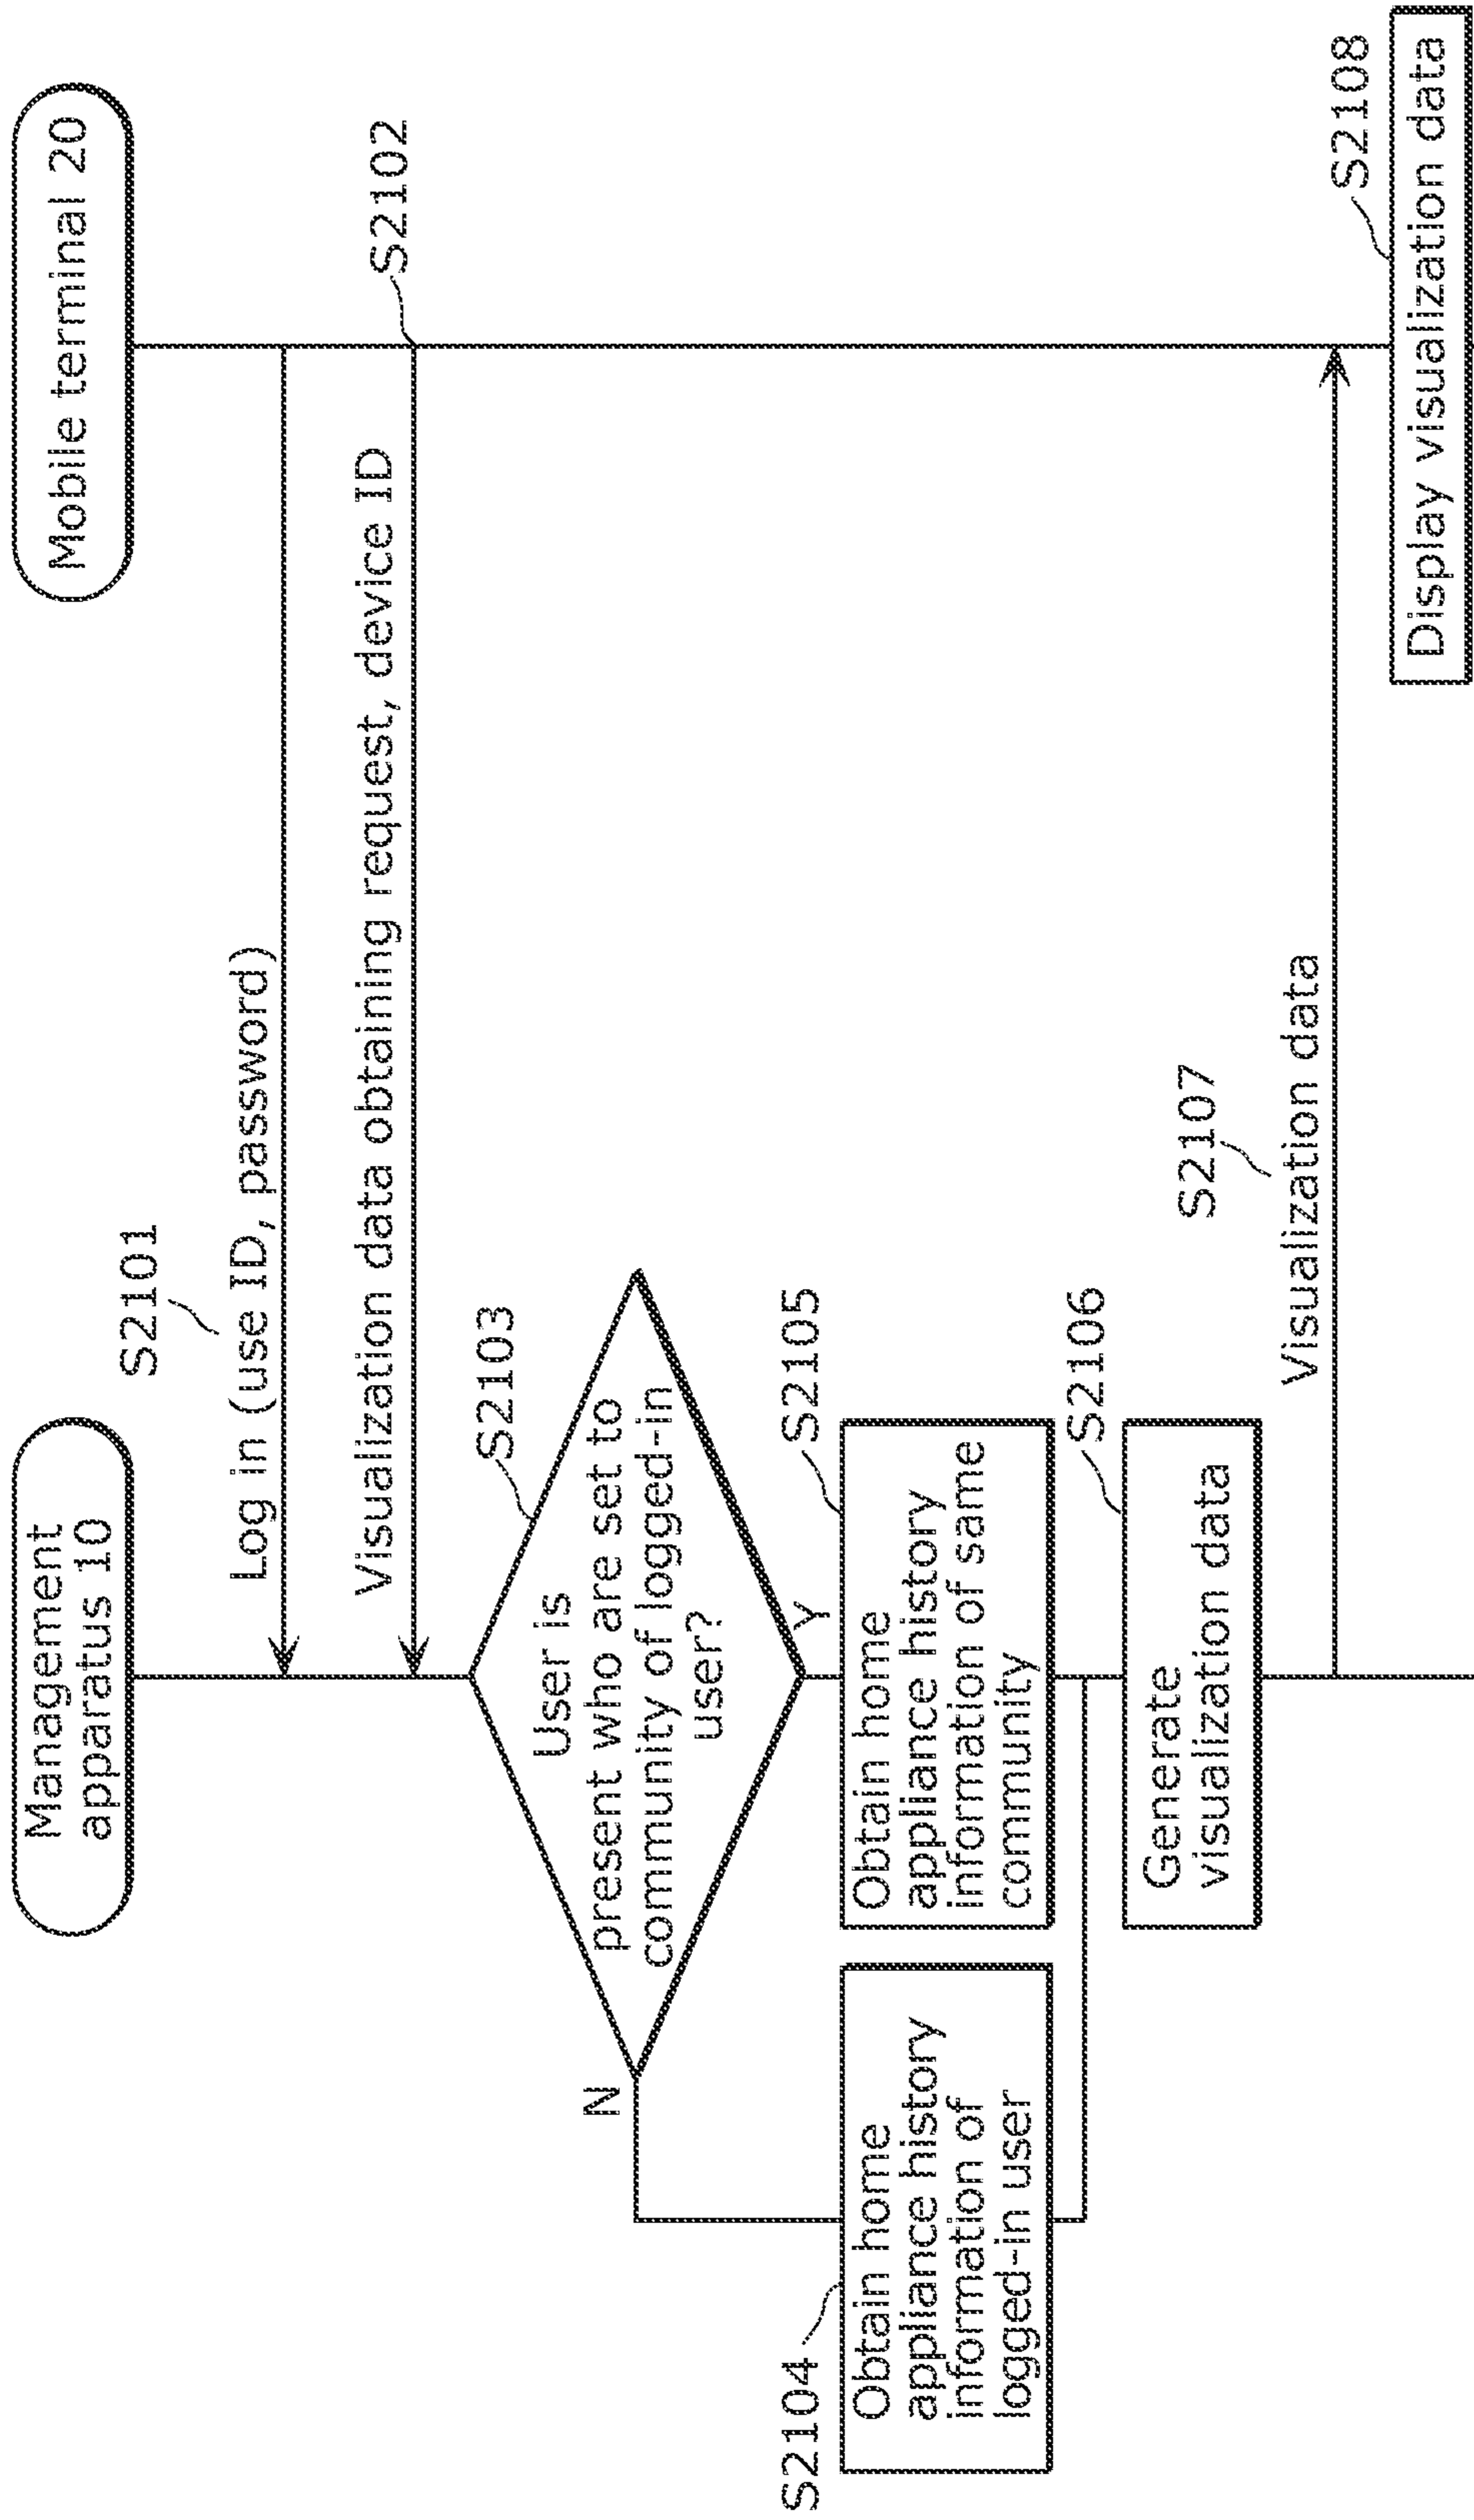 Management
apparatus 10
Mobile terminal 20
S2101
Log in (use ID, password)
S2102
Visualization data obtaining request, device ID
S2103
User is
present who are set to
community of logged-in
user?
N
Y
S2104
Obtain home
appliance history
information of
logged-in user
S2105
Obtain home
appliance history
information of same
community
S2106
Generate
visualization data
S2107
Visualization data
S2108
Display visualization data